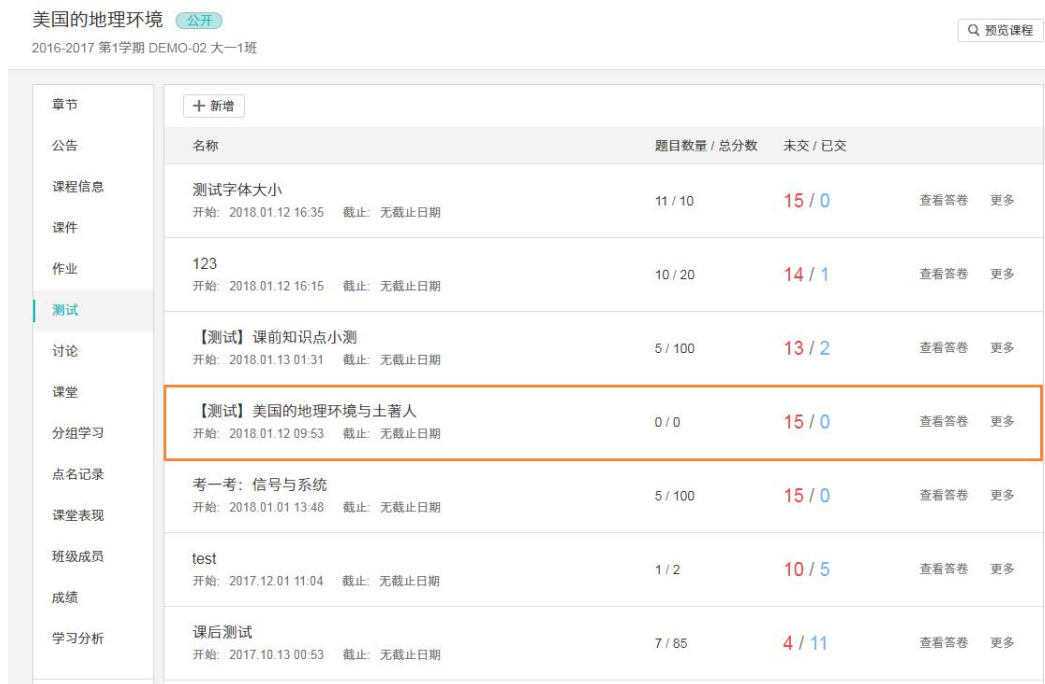 美国的地理环境 公开
2016-2017 第1学期 DEMO-02 大一1班
预览课程
章节
公告
课程信息
课件
作业
测试
讨论
课堂
分组学习
点名记录
课堂表现
班级成员
成绩
学习分析
新增
名称 题目数量 / 总分数 未交 / 已交
测试字体大小
开始: 2018.01.12 16:35 截止: 无截止日期
11 / 10 15 / 0 查看答卷 更多
123
开始: 2018.01.12 16:15 截止: 无截止日期
10 / 20 14 / 1 查看答卷 更多
【测试】课前知识点小测
开始: 2018.01.13 01:31 截止: 无截止日期
5 / 100 13 / 2 查看答卷 更多
【测试】美国的地理环境与土著人
开始: 2018.01.12 09:53 截止: 无截止日期
0 / 0 15 / 0 查看答卷 更多
考一考：信号与系统
开始: 2018.01.01 13:48 截止: 无截止日期
5 / 100 15 / 0 查看答卷 更多
test
开始: 2017.12.01 11:04 截止: 无截止日期
1 / 2 10 / 5 查看答卷 更多
课后测试
开始: 2017.10.13 00:53 截止: 无截止日期
7 / 85 4 / 11 查看答卷 更多